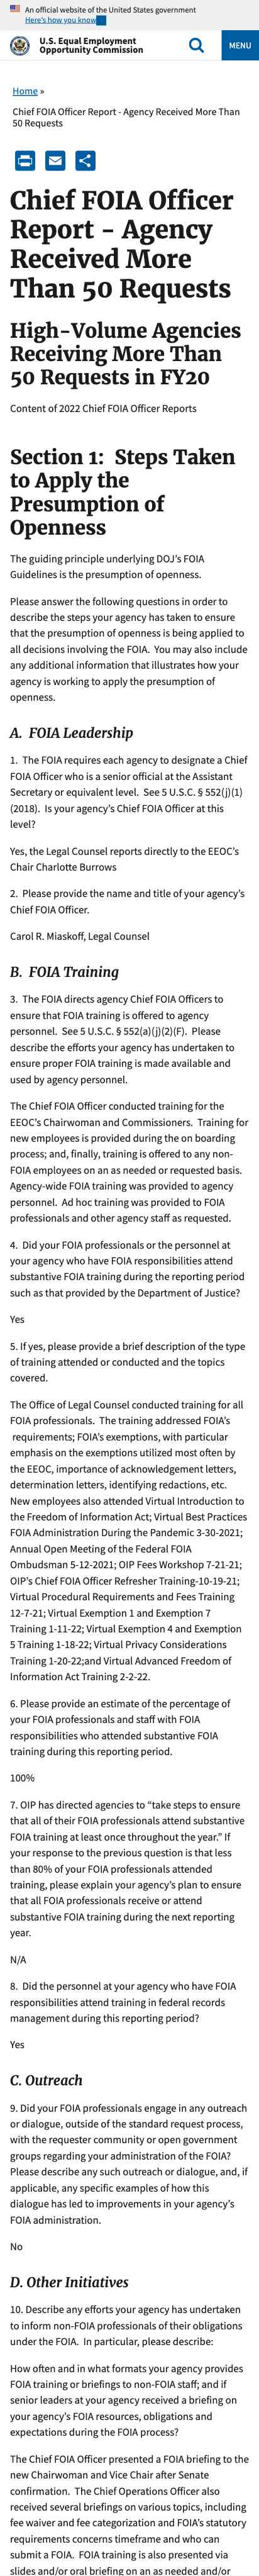 An official website of the United States government
Here's how you know
U.S. Equal Employment
Opportunity Commission
MENU
Home »
Chief FOIA Officer Report - Agency Received More Than
50 Requests
Chief FOIA Officer
Report - Agency
Received More
Than 50 Requests
High-Volume Agencies
Receiving More Than
50 Requests in FY20
Content of 2022 Chief FOIA Officer Reports
Section 1:  Steps Taken
to Apply the
Presumption of
Openness
The guiding principle underlying DOJ's FOIA
Guidelines is the presumption of openness.
Please answer the following questions in order to
describe the steps your agency has taken to ensure
that the presumption of openness is being applied to
all decisions involving the FOIA.  You may also include
any additional information that illustrates how your
agency is working to apply the presumption of
openness.
A.  FOIA Leadership
1.  The FOIA requires each agency to designate a Chief
FOIA Officer who is a senior official at the Assistant
Secretary or equivalent level.  See 5 U.S.C. § 552(j)(1)
(2018).  Is your agency's Chief FOIA Officer at this
level?
Yes, the Legal Counsel reports directly to the EEOC's
Chair Charlotte Burrows
2.  Please provide the name and title of your agency's
Chief FOIA Officer.
Carol R. Miaskoff, Legal Counsel
B.  FOIA Training
3.  The FOIA directs agency Chief FOIA Officers to
ensure that FOIA training is offered to agency
personnel.  See 5 U.S.C. § 552(a)(j)(2)(F).  Please
describe the efforts your agency has undertaken to
ensure proper FOIA training is made available and
used by agency personnel.
The Chief FOIA Officer conducted training for the
EEOC's Chairwoman and Commissioners.  Training for
new employees is provided during the on boarding
process; and, finally, training is offered to any non-
FOIA employees on an as needed or requested basis.
Agency-wide FOIA training was provided to agency
personnel.  Ad hoc training was provided to FOIA
professionals and other agency staff as requested.
4.  Did your FOIA professionals or the personnel at
your agency who have FOIA responsibilities attend
substantive FOIA training during the reporting period
such as that provided by the Department of Justice?
Yes
5. If yes, please provide a brief description of the type
of training attended or conducted and the topics
covered.
The Office of Legal Counsel conducted training for all
FOIA professionals.  The training addressed FOIA's
requirements; FOIA's exemptions, with particular
emphasis on the exemptions utilized most often by
the EEOC, importance of acknowledgement letters,
determination letters, identifying redactions, etc.
New employees also attended Virtual Introduction to
the Freedom of Information Act; Virtual Best Practices
FOIA Administration During the Pandemic 3-30-2021;
Annual Open Meeting of the Federal FOIA
Ombudsman 5-12-2021; OIP Fees Workshop 7-21-21;
OIP's Chief FOIA Officer Refresher Training-10-19-21;
Virtual Procedural Requirements and Fees Training
12-7-21; Virtual Exemption 1 and Exemption 7
Training 1-11-22; Virtual Exemption 4 and Exemption
5 Training 1-18-22; Virtual Privacy Considerations
Training 1-20-22;and Virtual Advanced Freedom of
Information Act Training 2-2-22.
6. Please provide an estimate of the percentage of
your FOIA professionals and staff with FOIA
responsibilities who attended substantive FOIA
training during this reporting period.
100%
7. OIP has directed agencies to "take steps to ensure
that all of their FOIA professionals attend substantive
FOIA training at least once throughout the year." If
your response to the previous question is that less
than 80% of your FOIA professionals attended
training, please explain your agency's plan to ensure
that all FOIA professionals receive or attend
substantive FOIA training during the next reporting
year.
N/A
8.  Did the personnel at your agency who have FOIA
responsibilities attend training in federal records
management during this reporting period?
Yes
C. Outreach
9. Did your FOIA professionals engage in any outreach
or dialogue, outside of the standard request process,
with the requester community or open government
groups regarding your administration of the FOIA?
Please describe any such outreach or dialogue, and, if
applicable, any specific examples of how this
dialogue has led to improvements in your agency's
FOIA administration.
No
D. Other Initiatives
10. Describe any efforts your agency has undertaken
to inform non-FOIA professionals of their obligations
under the FOIA.  In particular, please describe:
How often and in what formats your agency provides
FOIA training or briefings to non-FOIA staff; and if
senior leaders at your agency received a briefing on
your agency's FOIA resources, obligations and
expectations during the FOIA process?
The Chief FOIA Officer presented a FOIA briefing to the
new Chairwoman and Vice Chair after Senate
confirmation.  The Chief Operations Officer also
received several briefings on various topics, including
fee waiver and fee categorization and FOIA's statutory
requirements concerns timeframe and who can
submit a FOIA.  FOIA training is also presented via
slides and/or oral briefing on an as needed and/or